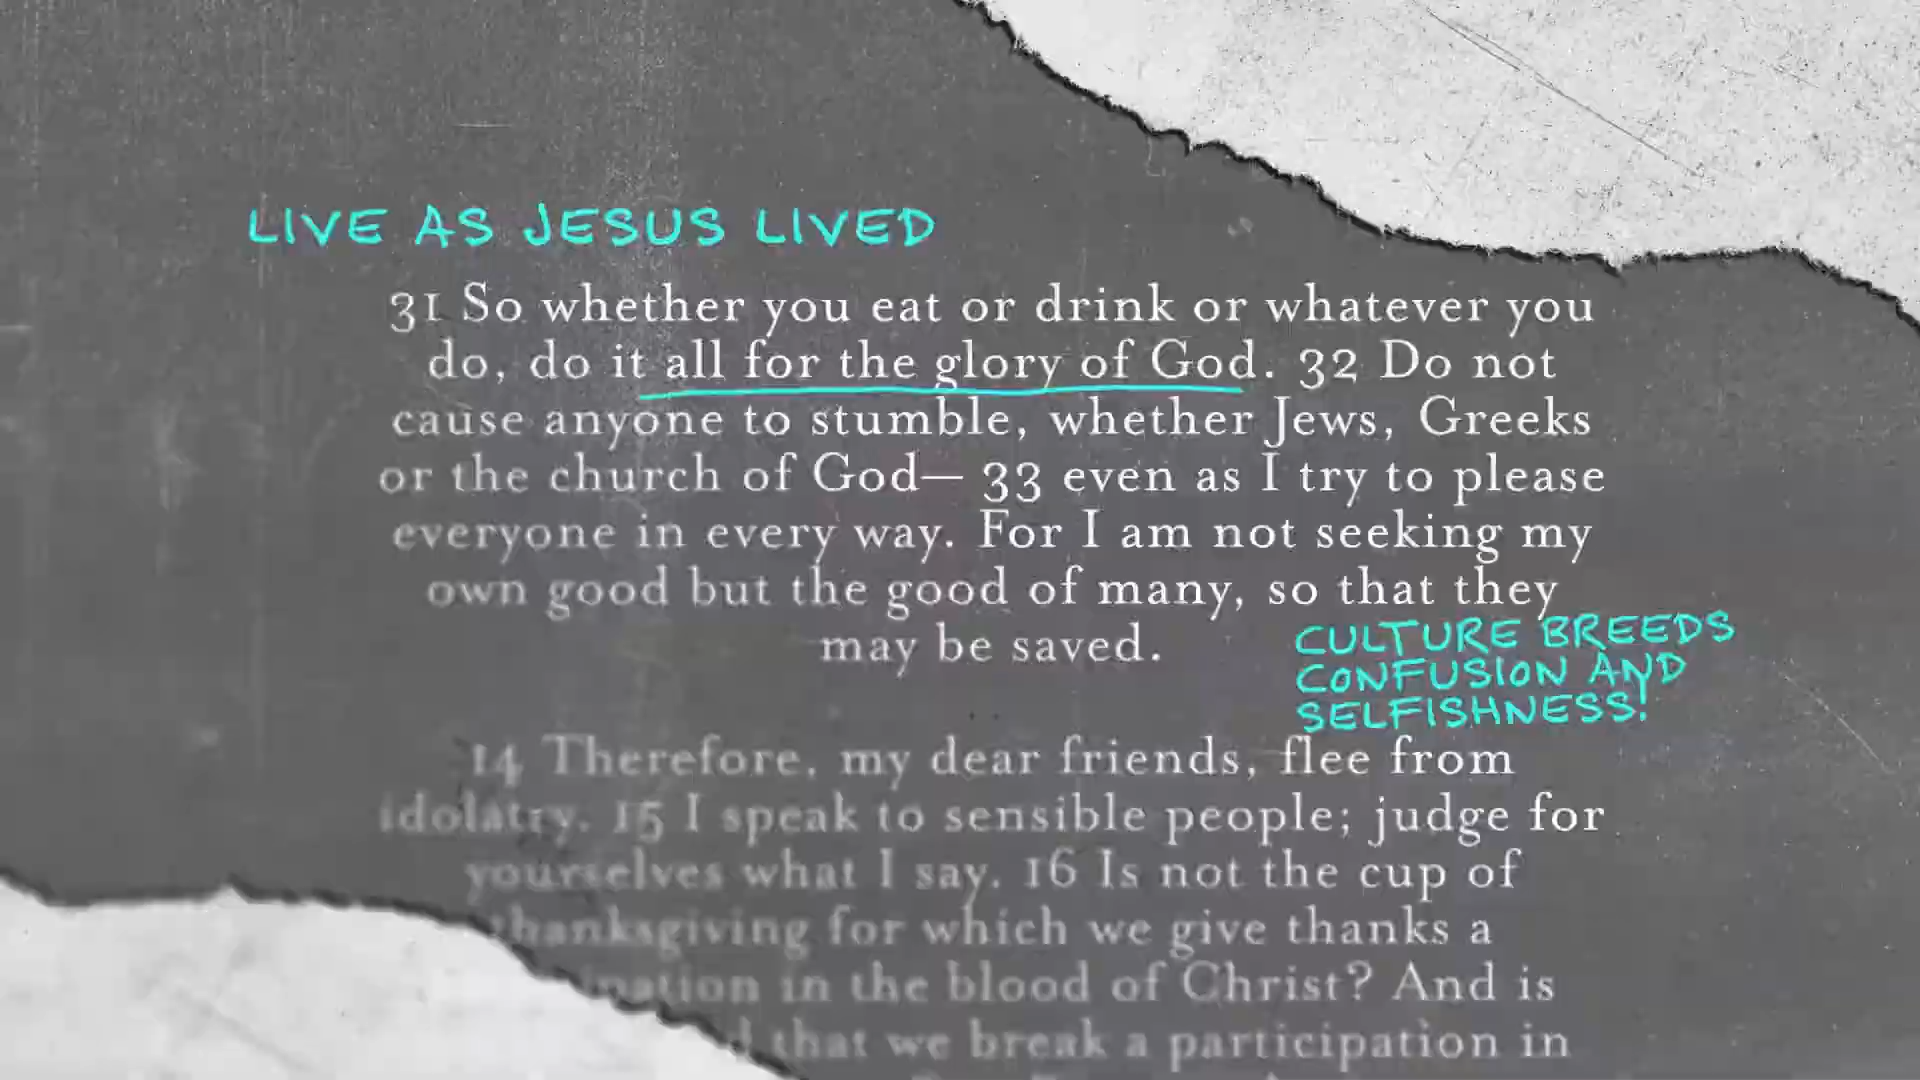 LIVE AS JESUS LIVED
31 So whether you eat or drink or whatever you
do, do it all for the glory of God. 32 Do not
cause anyone to stumble, whether Jews, Greeks
or the church of God— 33 even as I try to please
everyone in every way. For I am not seeking my
own good but the good of many, so that they
may be saved.
CULTURE BREEDS
CONFUSION AND
SELFISHNESS!
14 Therefore, my dear friends, flee from
idolatry. 15 I speak to sensible people; judge for
yourselves what I say. 16 Is not the cup of
thanksgiving for which we give thanks a
in the blood of Christ? And is
that we break a participation in